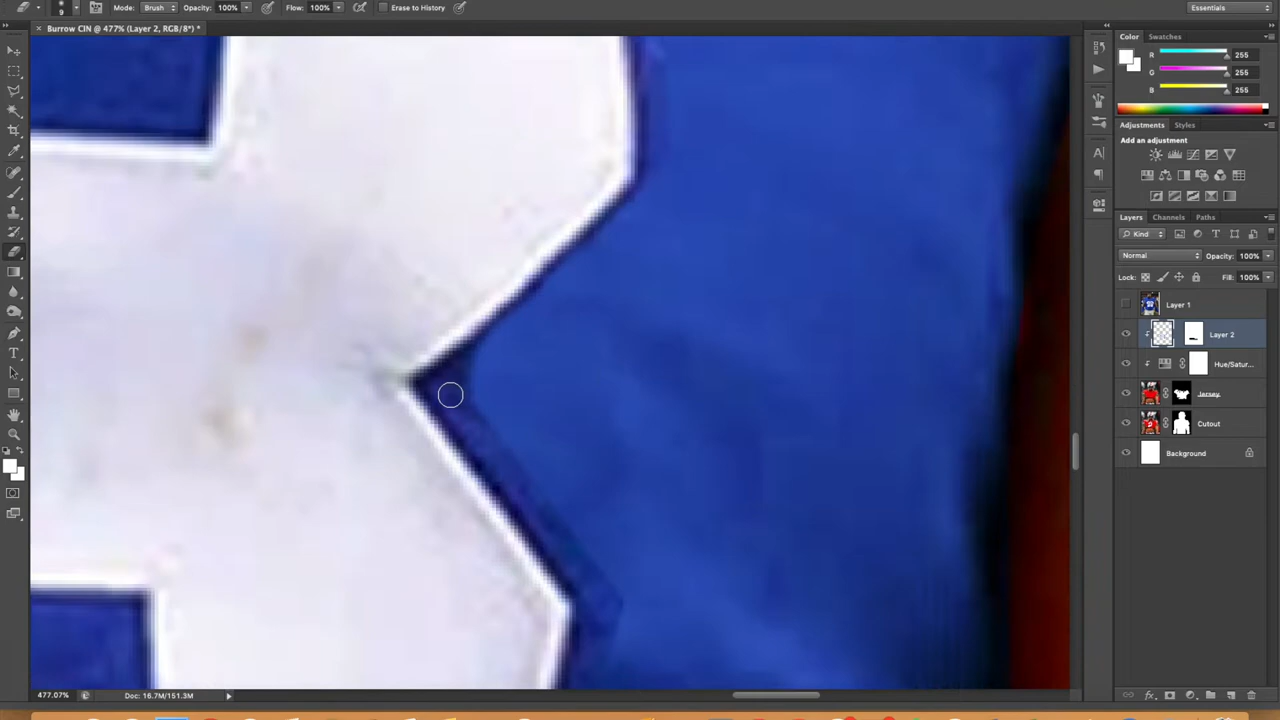 9 Mode: Brush Opacity: 100% Flow: 100% Erase to History Essentials
× Burrow CIN @ 477% (Layer 2, RGB/8*) *
Color Swatches
R 255
G 255
B 255
Adjustments Styles
Add an adjustment
Layers Channels Paths
Kind
Normal Opacity: 100%
Lock: Fill: 100%
Layer 1
Layer 2
Hue/Satur...
Jersey
Cutout
Background
477.07% Doc: 16.7M/151.3M